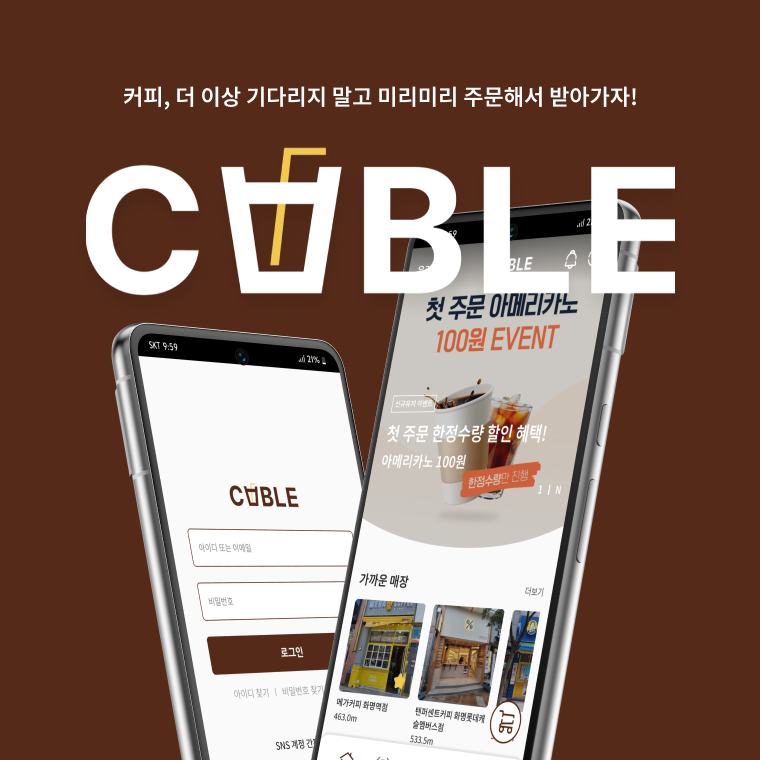 커피, 더 이상 기다리지 말고 미리미리 주문해서 받아가자!
CABLE
SKT 9:59
21%
CABLE
아이디 또는 이메일
비밀번호
로그인
아이디 찾기 | 비밀번호 찾기
SNS 계정 간
:59
BLE
첫 주문 아메리카노
100원 EVENT
신규유저 이벤트
첫 주문 한정수량 할인 혜택!
아메리카노 100원
한정수량만 진행
1 | N
가까운 매장
더보기
메가커피 화명역점
463.0m
텐퍼센트커피 화명롯데캐
슬멤버스점
533.5m